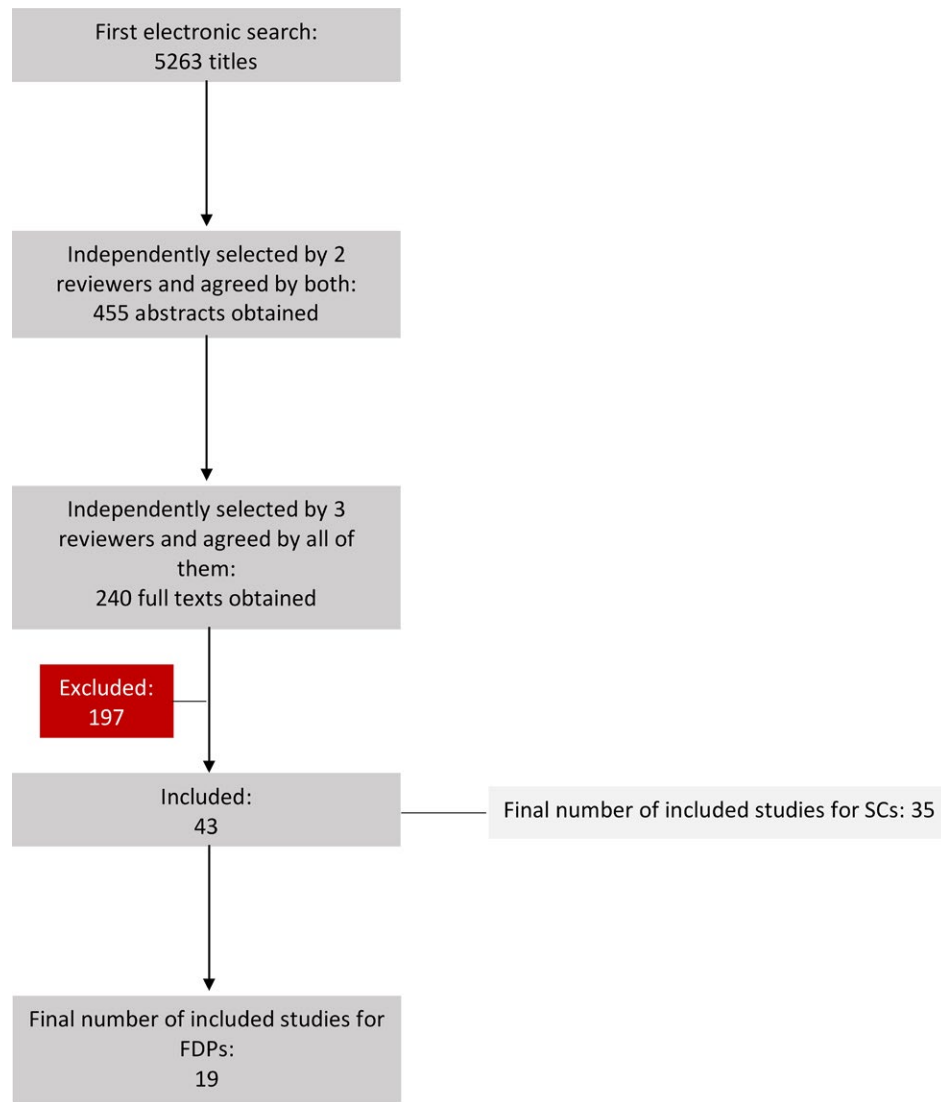 First electronic search:
5263 titles
Independently selected by 2
reviewers and agreed by both:
455 abstracts obtained
Independently selected by 3
reviewers and agreed by all of
them:
240 full texts obtained
Excluded:
197
Included:
43
Final number of included studies for SCs: 35
Final number of included studies for
FDPs:
19